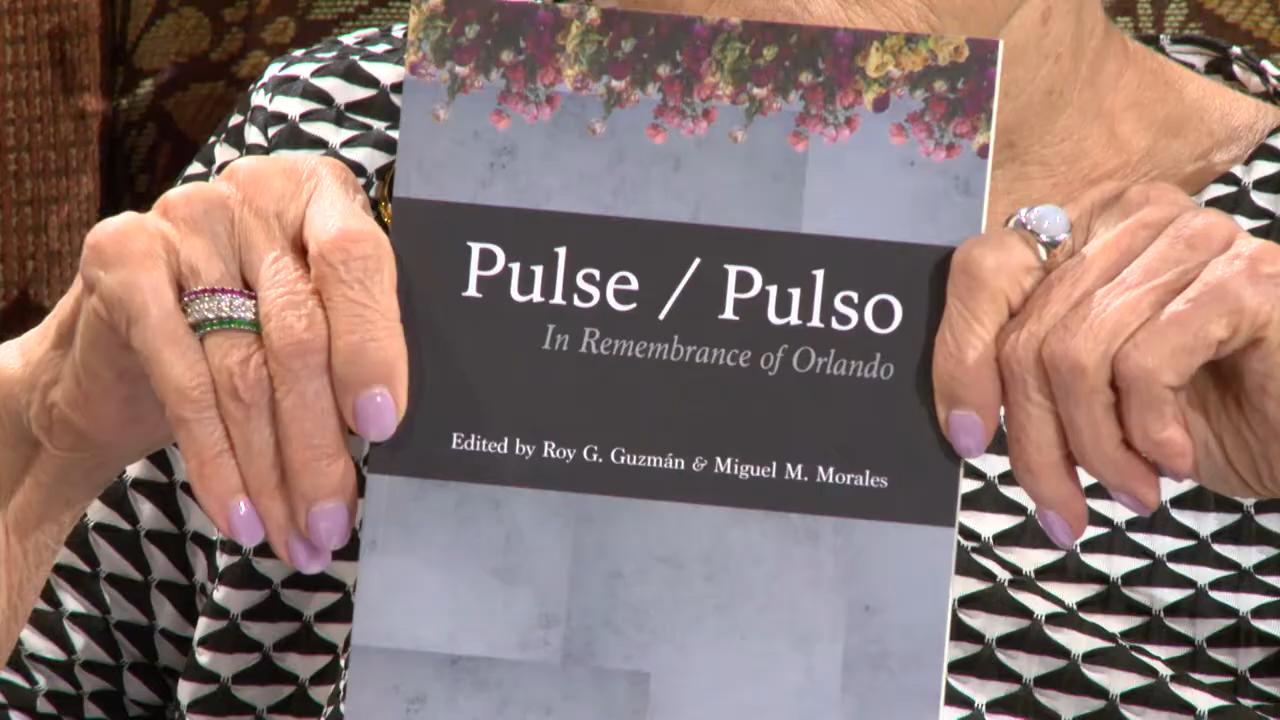 Pulse / Pulso
In Remembrance of Orlando
Edited by Roy G. Guzmán & Miguel M. Morales